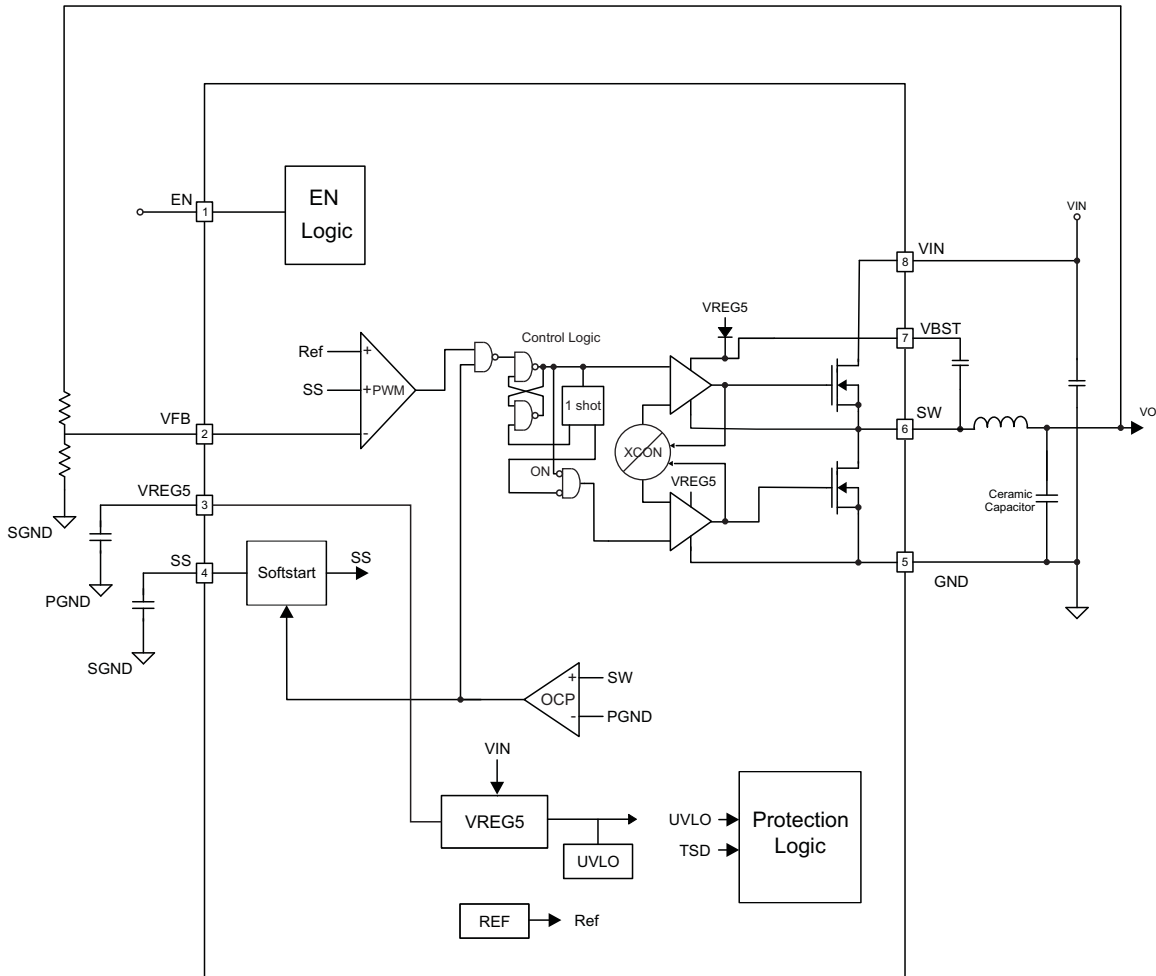 EN
1
EN
Logic
VIN
8
VIN
VREG5
7
VBST
Control Logic
Ref
+
SS
+
PWM
-
1 shot
VFB
2
SW
6
VO
XCON
ON
VREG5
Ceramic
Capacitor
VREG5
3
SGND
SS
4
Softstart
SS
5
GND
PGND
SGND
+
SW
OCP
-
PGND
VIN
VREG5
UVLO
UVLO
TSD
Protection
Logic
REF
Ref